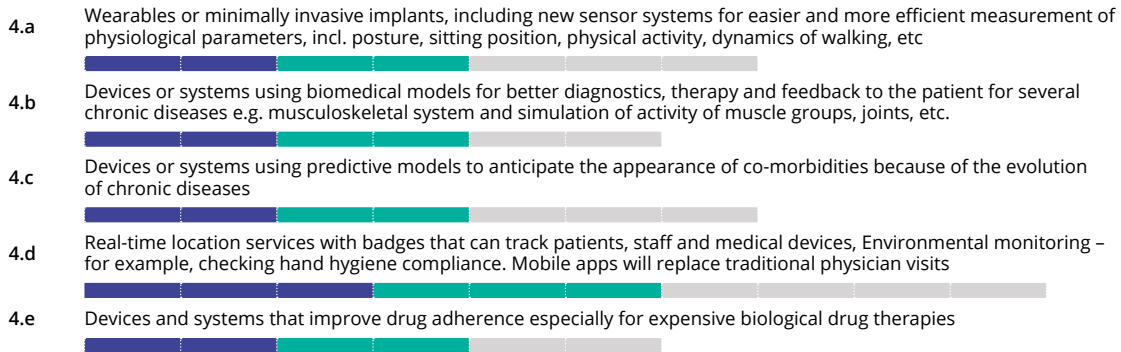 4.a Wearables or minimally invasive implants, including new sensor systems for easier and more efficient measurement of
physiological parameters, incl. posture, sitting position, physical activity, dynamics of walking, etc
4.b Devices or systems using biomedical models for better diagnostics, therapy and feedback to the patient for several
chronic diseases e.g. musculoskeletal system and simulation of activity of muscle groups, joints, etc.
4.c Devices or systems using predictive models to anticipate the appearance of co-morbidities because of the evolution
of chronic diseases
4.d Real-time location services with badges that can track patients, staff and medical devices, Environmental monitoring –
for example, checking hand hygiene compliance. Mobile apps will replace traditional physician visits
4.e Devices and systems that improve drug adherence especially for expensive biological drug therapies